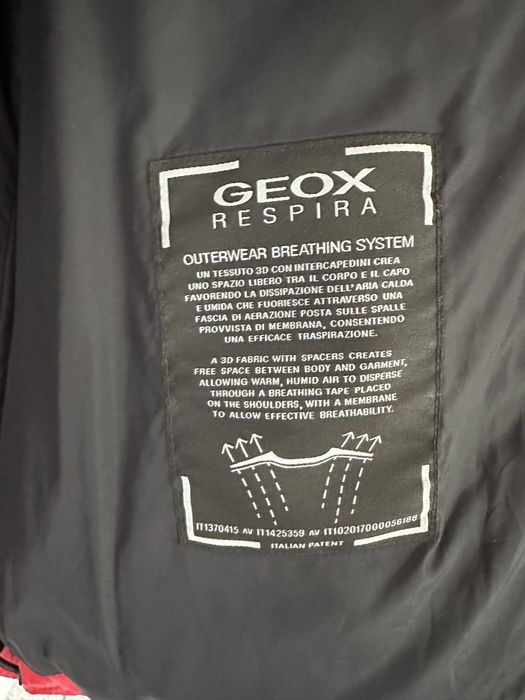 GEOX
RESPIRA
OUTERWEAR BREATHING SYSTEM
UN TESSUTO 3D CON INTERCAPEDINI CREA
UNO SPAZIO LIBERO TRA IL CORPO E IL CAPO
FAVORENDO LA DISSIPAZIONE DELL'ARIA CALDA
E UMIDA CHE FUORIESCE ATTRAVERSO UNA
FASCIA DI AERAZIONE POSTA SULLE SPALLE
PROVVISTA DI MEMBRANA, CONSENTENDO
UNA EFFICACE TRASPIRAZIONE.
A 3D FABRIC WITH SPACERS CREATES
FREE SPACE BETWEEN BODY AND GARMENT,
ALLOWING WARM, HUMID AIR TO DISPERSE
THROUGH A BREATHING TAPE PLACED
ON THE SHOULDERS, WITH A MEMBRANE
TO ALLOW EFFECTIVE BREATHABILITY.
IT1370415 AV IT1425359 AV IT102017000056188
ITALIAN PATENT